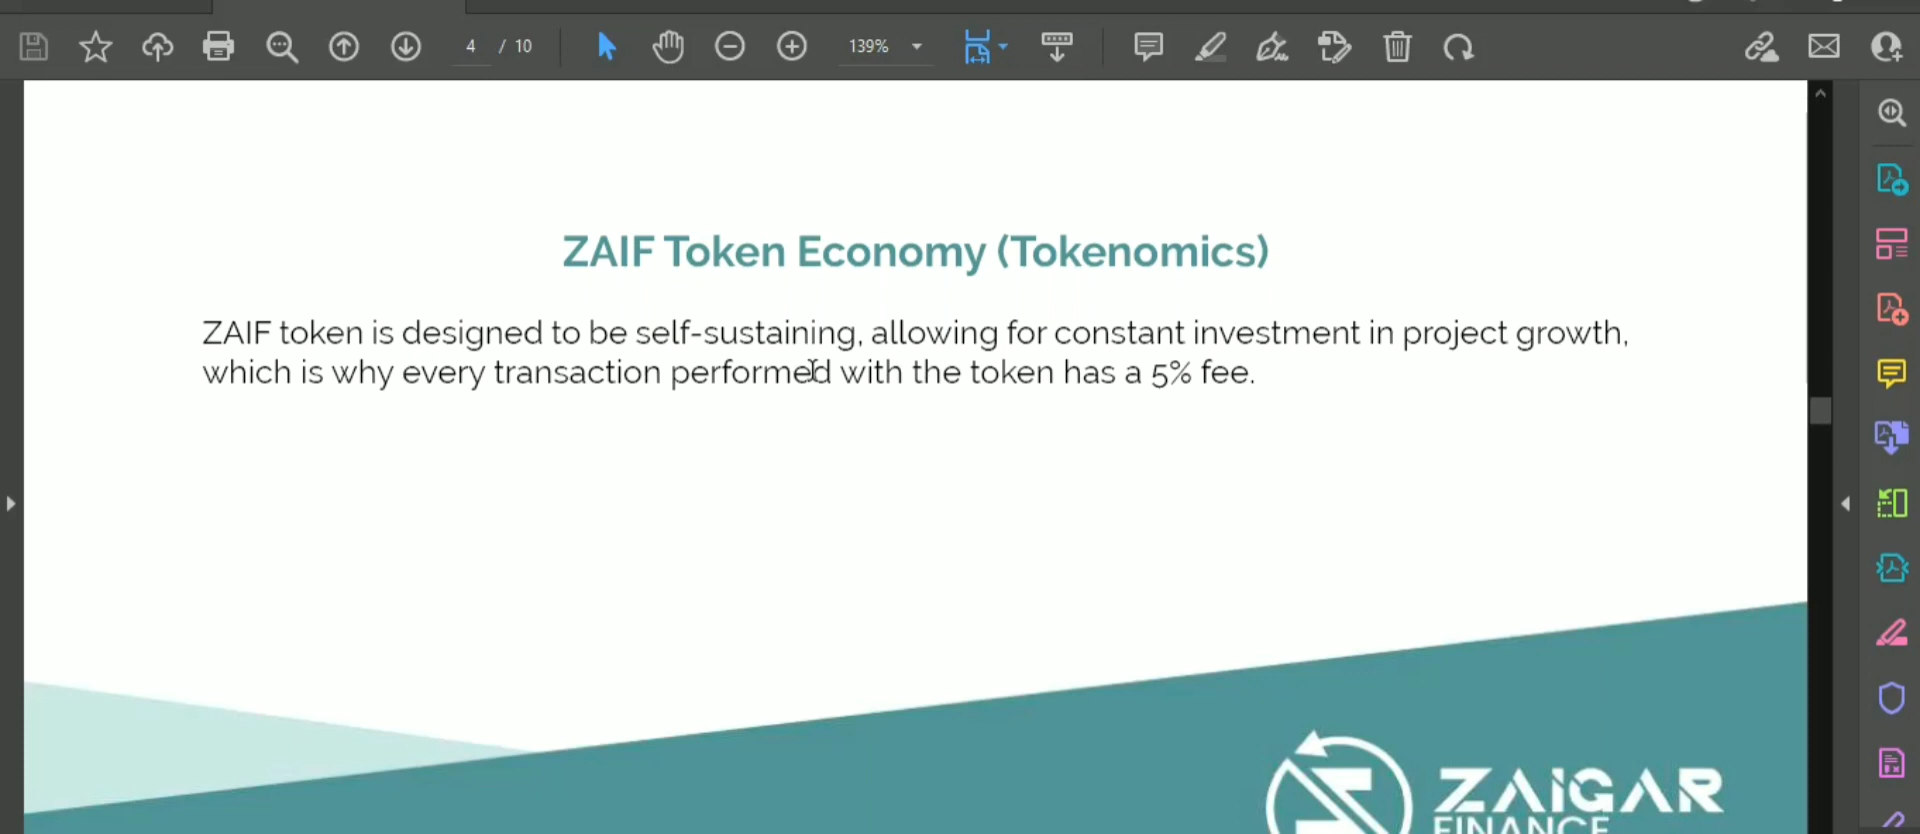 4 / 10
139%
ZAIF Token Economy (Tokenomics)
ZAIF token is designed to be self-sustaining, allowing for constant investment in project growth,
which is why every transaction performed with the token has a 5% fee.
ZAIGAR
FINANCE